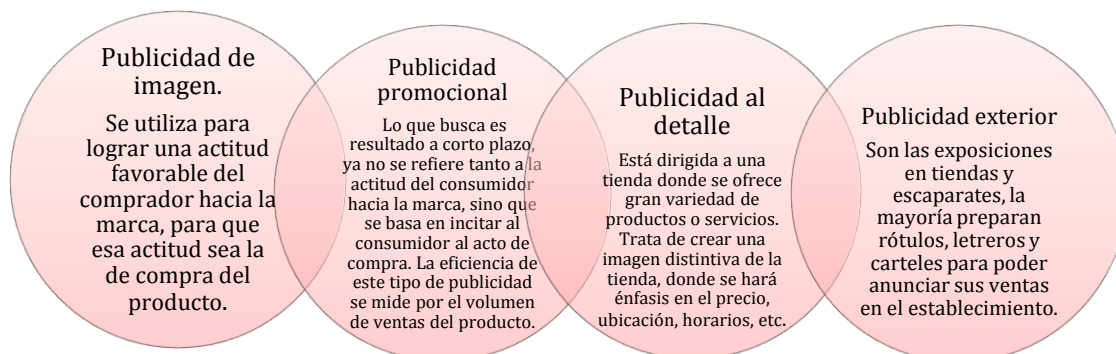 Publicidad de
imagen.
Se utiliza para
lograr una actitud
favorable del
comprador hacia la
marca, para que
esa actitud sea la
de compra del
producto.
Publicidad
promocional
Lo que busca es
resultado a corto plazo,
ya no se refiere tanto a la
actitud del consumidor
hacia la marca, sino que
se basa en incitar al
consumidor al acto de
compra. La eficiencia de
este tipo de publicidad
se mide por el volumen
de ventas del producto.
Publicidad al
detalle
Está dirigida a una
tienda donde se ofrece
gran variedad de
productos o servicios.
Trata de crear una
imagen distintiva de la
tienda, donde se hará
énfasis en el precio,
ubicación, horarios, etc.
Publicidad exterior
Son las exposiciones
en tiendas y
escaparates, la
mayoría preparan
rótulos, letreros y
carteles para poder
anunciar sus ventas
en el establecimiento.